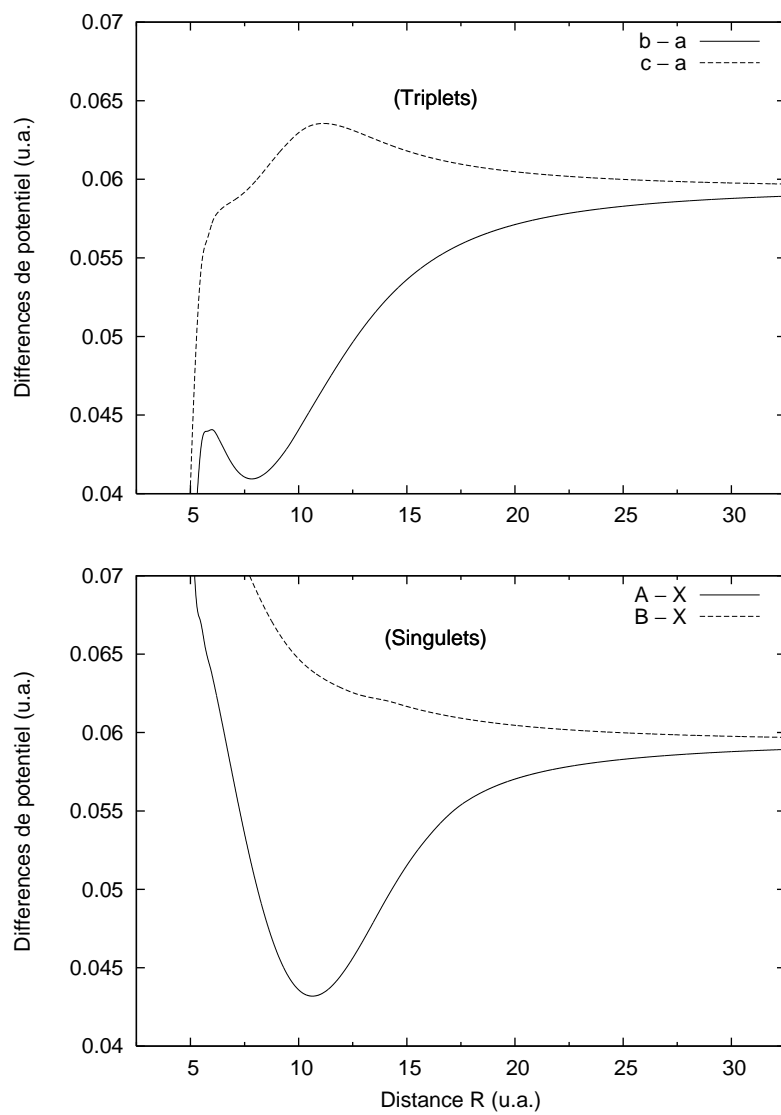 0.07
b – a
c – a
0.065
(Triplets)
0.06
0.055
0.05
0.045
0.04
Differences de potentiel (u.a.)
5 10 15 20 25 30
0.07
A – X
B – X
0.065
(Singulets)
0.06
0.055
0.05
0.045
0.04
Differences de potentiel (u.a.)
5 10 15 20 25 30
Distance R (u.a.)